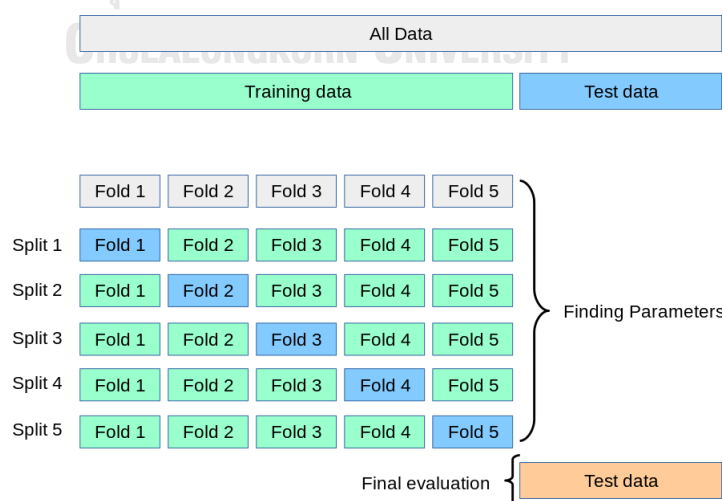 All Data
CHULALONGKORN UNIVERSITY
Training data Test data
Fold 1 Fold 2 Fold 3 Fold 4 Fold 5
Split 1 Fold 1 Fold 2 Fold 3 Fold 4 Fold 5
Split 2 Fold 1 Fold 2 Fold 3 Fold 4 Fold 5
Finding Parameters
Split 3 Fold 1 Fold 2 Fold 3 Fold 4 Fold 5
Split 4 Fold 1 Fold 2 Fold 3 Fold 4 Fold 5
Split 5 Fold 1 Fold 2 Fold 3 Fold 4 Fold 5
Final evaluation Test data